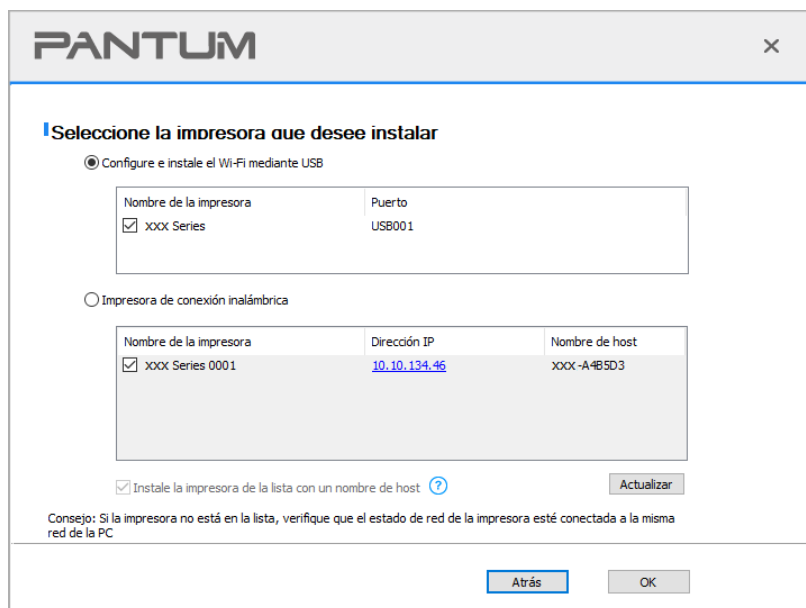 PANTUM
Seleccione la impresora que desee instalar
Configure e instale el Wi-Fi mediante USB
Nombre de la impresora Puerto
XXX Series USB001
Impresora de conexión inalámbrica
Nombre de la impresora Dirección IP Nombre de host
XXX Series 0001 10.10.134.46 XXX-A4B5D3
Instale la impresora de la lista con un nombre de host ? Actualizar
Consejo: Si la impresora no está en la lista, verifique que el estado de red de la impresora esté conectada a la misma
red de la PC
Atrás OK